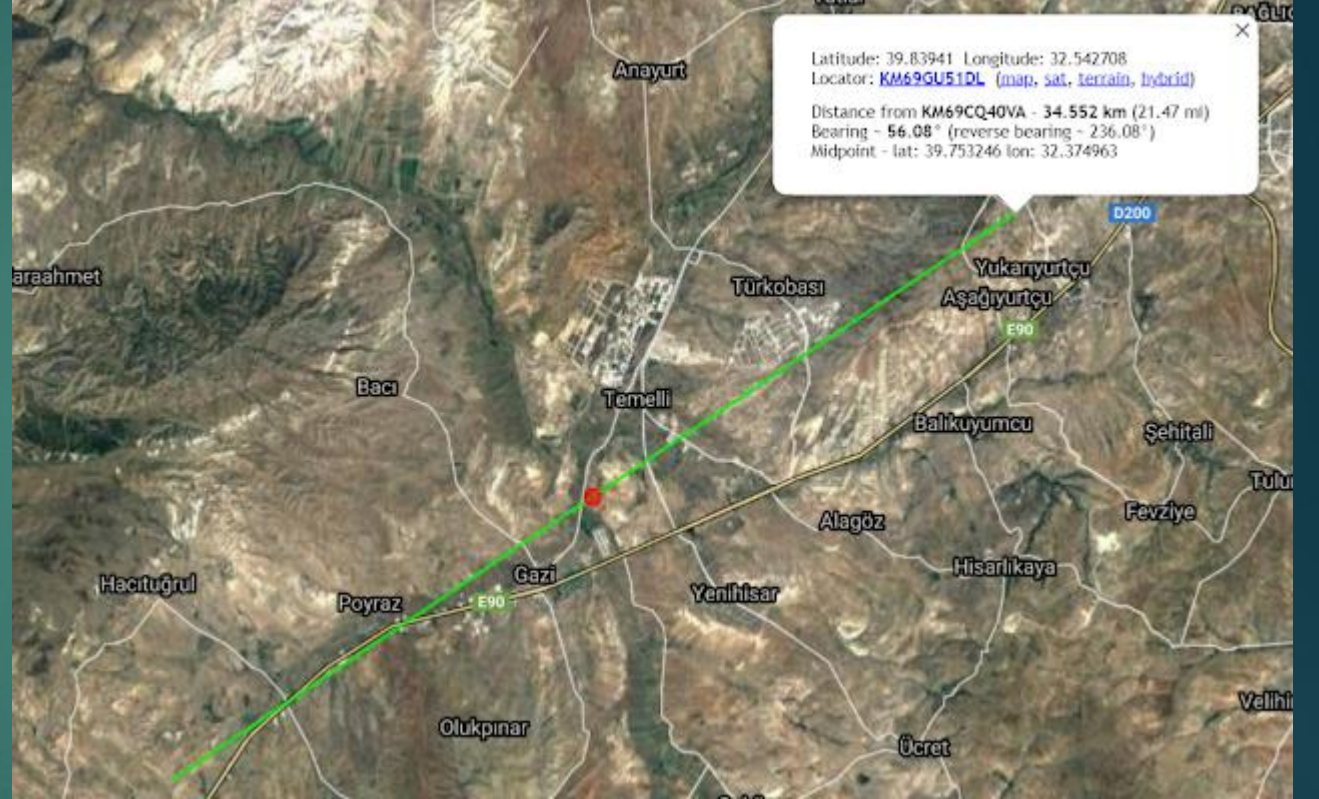 Anayurt
Latitude: 39.83941 Longitude: 32.542708
Locator: KM69GU51DL (map, sat, terrain, hybrid)
Distance from KM69CQ40VA - 34.552 km (21.47 mi)
Bearing ~ 56.08° (reverse bearing ~ 236.08°)
Midpoint - lat: 39.753246 lon: 32.374963
D200
araahmet
Yukarıyurtçu
Türkobası
Aşağıyurtçu
E90
Bacı
Temelli
Balıkuyumcu
Şehitali
Tulu
Alagöz
Fevziye
Gazi
Hisarlıkaya
Hacıtuğrul
Poyraz
E90
Yenihisar
Velihi
Olukpınar
Ücret